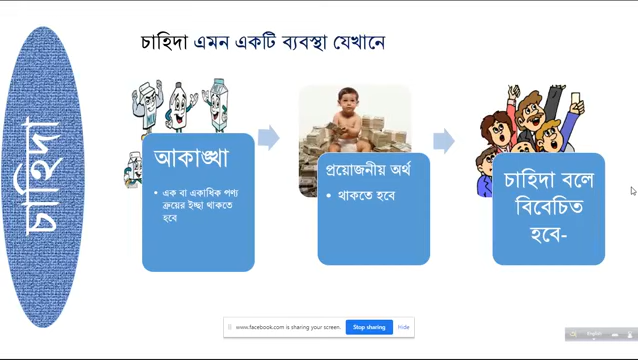 চাহিদা
চাহিদা এমন একটি ব্যবস্থা যেখানে
আকাঙ্খা
• এক বা একাধিক পণ্য
ক্রয়ের ইচ্ছা থাকতে
হবে
প্রয়োজনীয় অর্থ
• থাকতে হবে
চাহিদা বলে
বিবেচিত
হবে-
www.facebook.com is sharing your screen.
Stop sharing
Hide
English